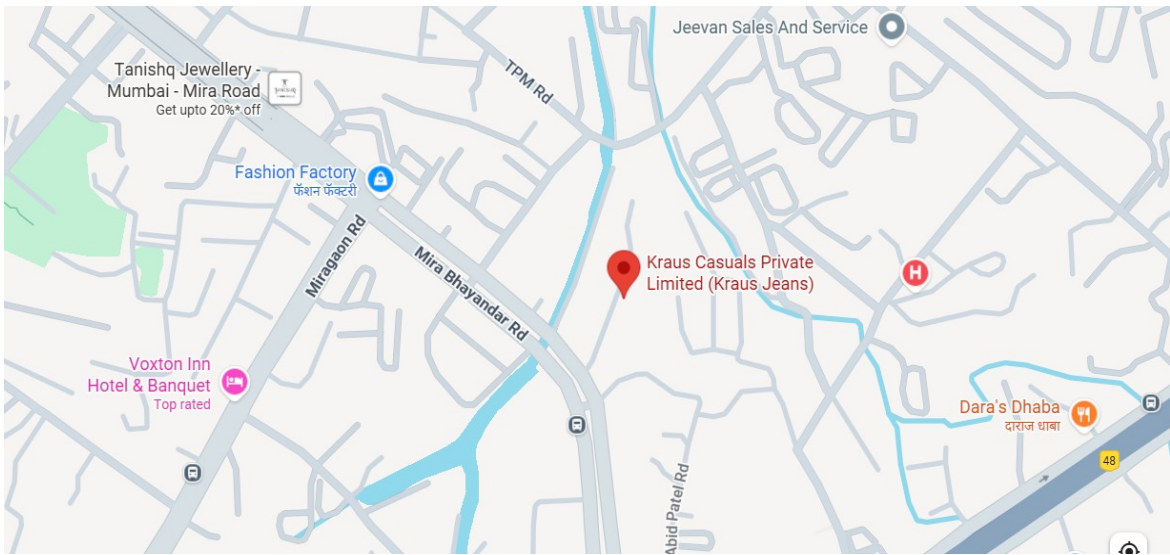 Jeevan Sales And Service
TPM Rd
Tanishq Jewellery -
Mumbai - Mira Road
Get upto 20%* off
Fashion Factory
फॅशन फॅक्टरी
Miragaon Rd
Mira Bhayandar Rd
Kraus Casuals Private
Limited (Kraus Jeans)
H
Voxton Inn
Hotel & Banquet
Top rated
Dara's Dhaba
दाराज धाबा
48
Abid Patel Rd